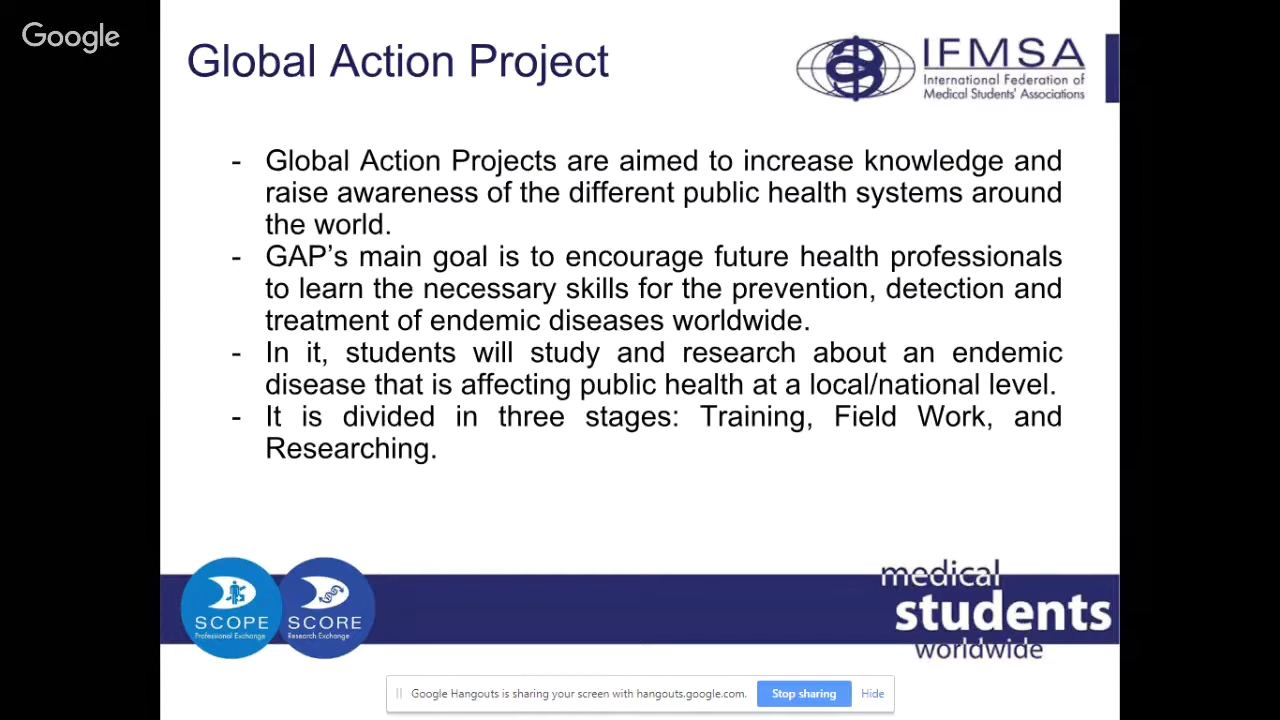 Google
Global Action Project
IFMSA
International Federation of
Medical Students' Associations
- Global Action Projects are aimed to increase knowledge and
raise awareness of the different public health systems around
the world.
- GAP’s main goal is to encourage future health professionals
to learn the necessary skills for the prevention, detection and
treatment of endemic diseases worldwide.
- In it, students will study and research about an endemic
disease that is affecting public health at a local/national level.
- It is divided in three stages: Training, Field Work, and
Researching.
SCOPE
Professional Exchange
SCORE
Research Exchange
medical
students
worldwide
Google Hangouts is sharing your screen with hangouts.google.com.
Stop sharing
Hide